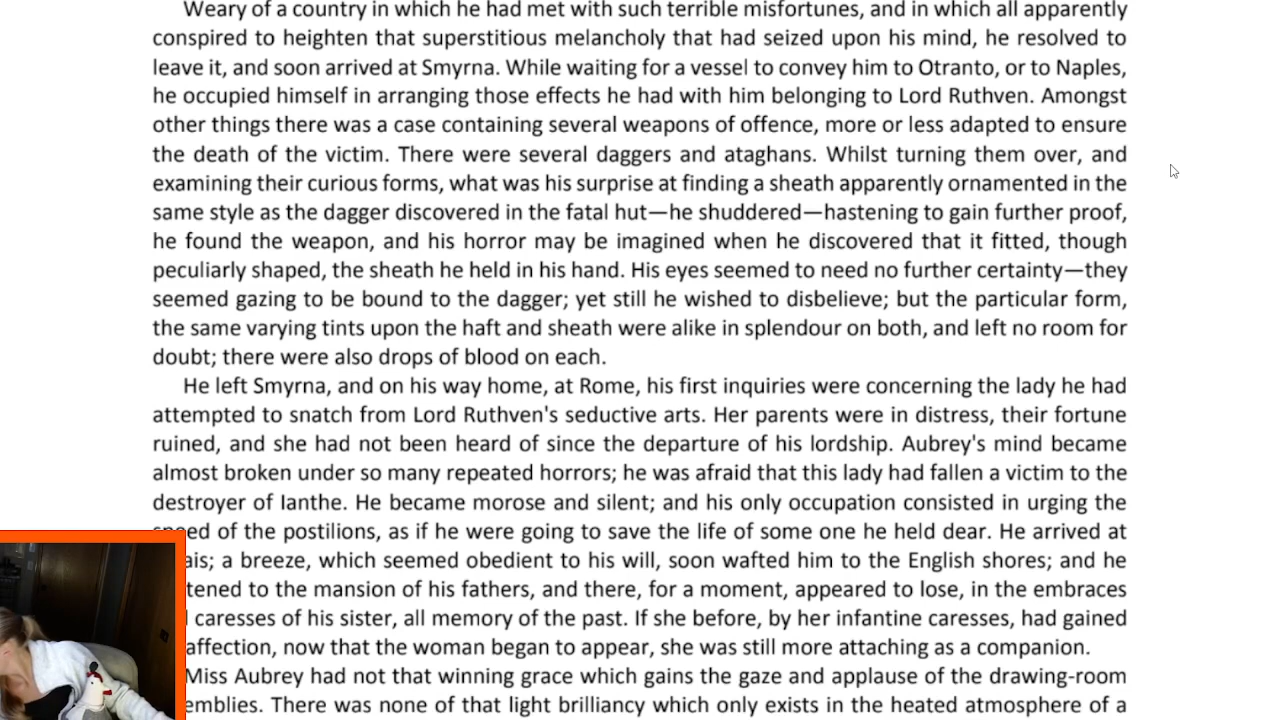 Weary of a country in which he had met with such terrible misfortunes, and in which all apparently
conspired to heighten that superstitious melancholy that had seized upon his mind, he resolved to
leave it, and soon arrived at Smyrna. While waiting for a vessel to convey him to Otranto, or to Naples,
he occupied himself in arranging those effects he had with him belonging to Lord Ruthven. Amongst
other things there was a case containing several weapons of offence, more or less adapted to ensure
the death of the victim. There were several daggers and ataghans. Whilst turning them over, and
examining their curious forms, what was his surprise at finding a sheath apparently ornamented in the
same style as the dagger discovered in the fatal hut—he shuddered—hastening to gain further proof,
he found the weapon, and his horror may be imagined when he discovered that it fitted, though
peculiarly shaped, the sheath he held in his hand. His eyes seemed to need no further certainty—they
seemed gazing to be bound to the dagger; yet still he wished to disbelieve; but the particular form,
the same varying tints upon the haft and sheath were alike in splendour on both, and left no room for
doubt; there were also drops of blood on each.
He left Smyrna, and on his way home, at Rome, his first inquiries were concerning the lady he had
attempted to snatch from Lord Ruthven's seductive arts. Her parents were in distress, their fortune
ruined, and she had not been heard of since the departure of his lordship. Aubrey's mind became
almost broken under so many repeated horrors; he was afraid that this lady had fallen a victim to the
destroyer of Ianthe. He became morose and silent; and his only occupation consisted in urging the
speed of the postilions, as if he were going to save the life of some one he held dear. He arrived at
ais; a breeze, which seemed obedient to his will, soon wafted him to the English shores; and he
tened to the mansion of his fathers, and there, for a moment, appeared to lose, in the embraces
caresses of his sister, all memory of the past. If she before, by her infantine caresses, had gained
affection, now that the woman began to appear, she was still more attaching as a companion.
Miss Aubrey had not that winning grace which gains the gaze and applause of the drawing-room
emblies. There was none of that light brilliancy which only exists in the heated atmosphere of a